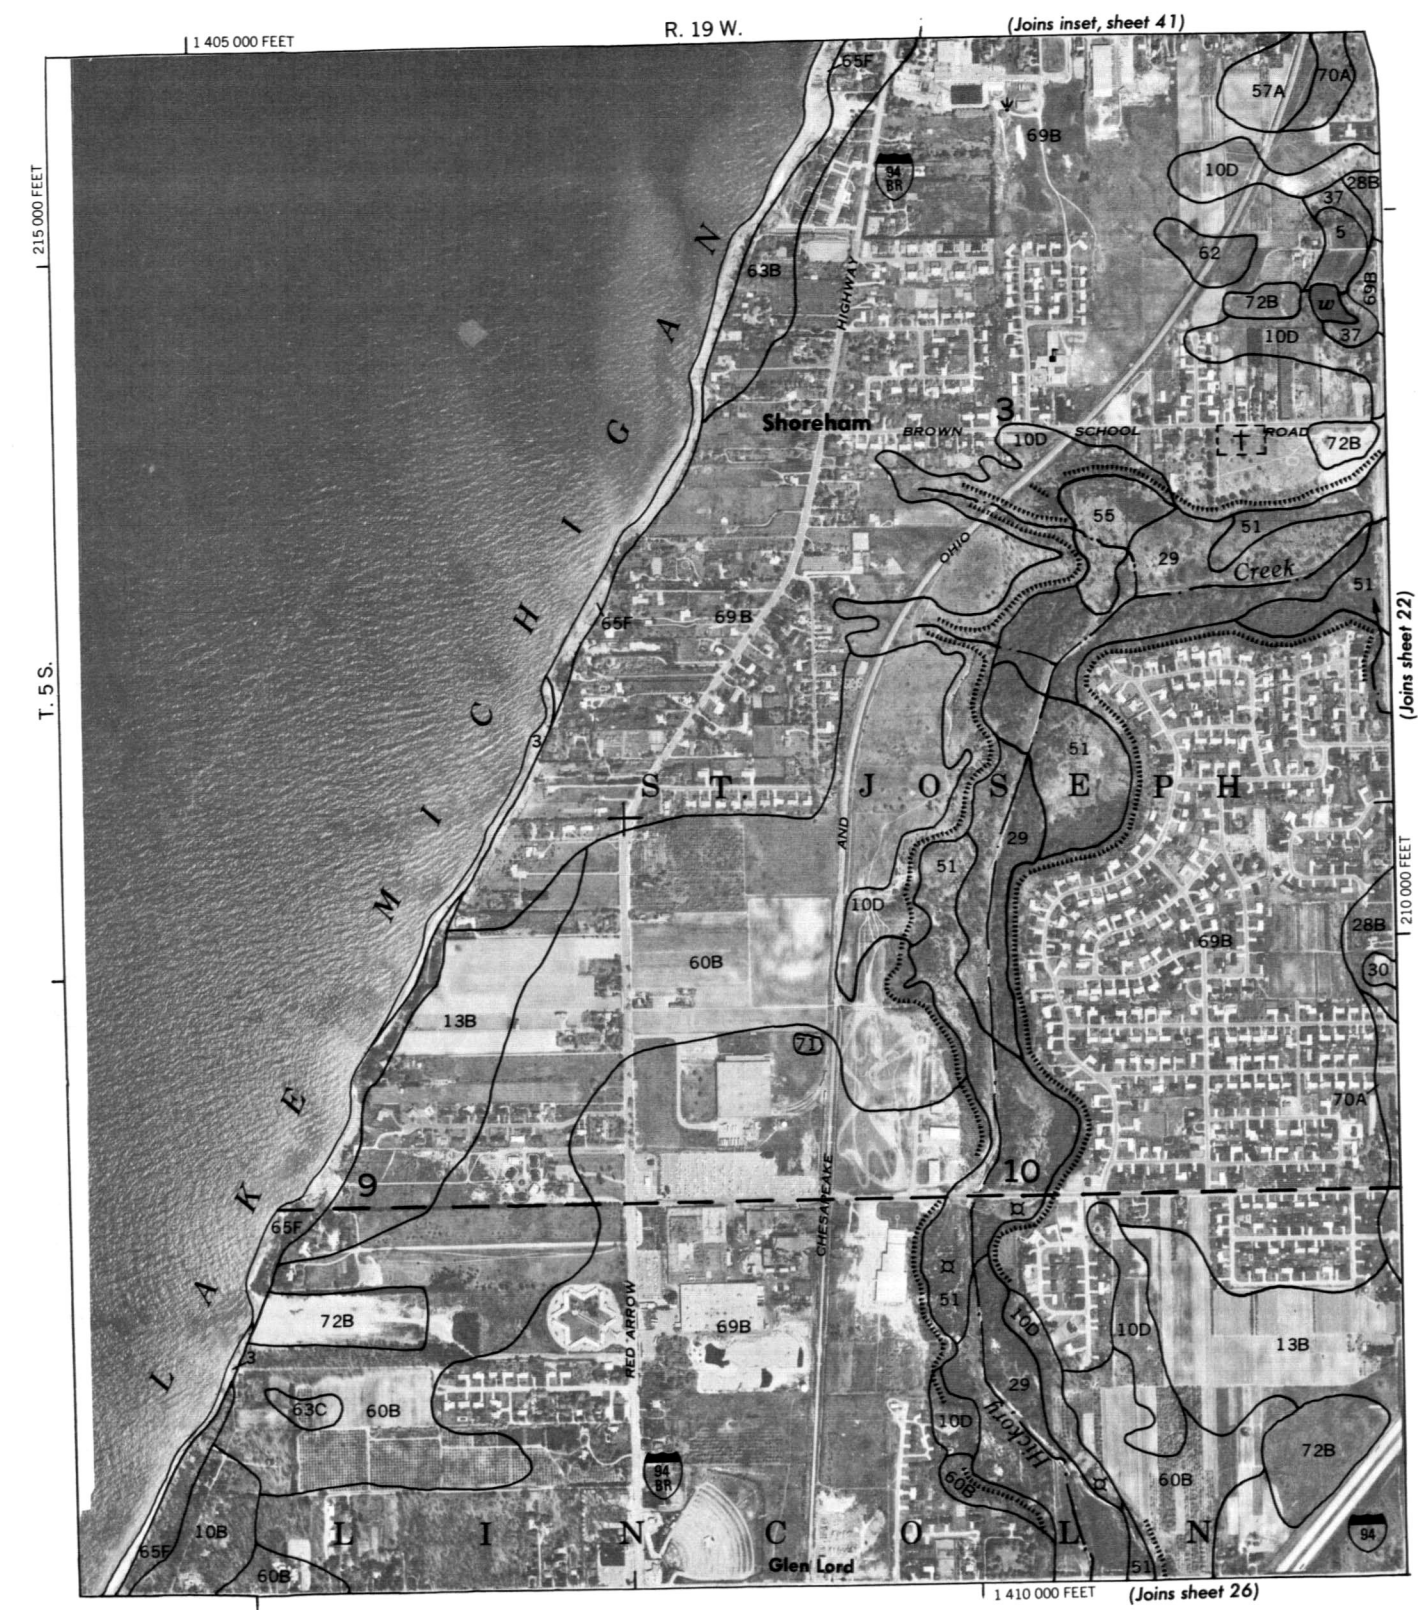 R. 19 W.
(Joins inset, sheet 41)
1 405 000 FEET
65F
70A
57A
69B
94
BR
10D
28B
37
5
215 000 FEET
62
63B
69B
72B
w
HIGHWAY
10D
37
3
Shoreham
BROWN SCHOOL ROAD
10D
72B
55
51
OHIO
29
Creek
51
65F
69B
(Joins sheet 22)
T. 5 S.
3
51
LAKE MICHIGAN
ST. JOSEPH
AND
29
51
210 000 FEET
10D
28B
69B
60B
30
13B
71
70A
CHESAPEAKE
9
10
65F
51
10D
10D
72B
RED ARROW
69B
13B
3
29
63C
60B
10D
Hickory
72B
94
BR
60B
60B
10B
LINCOLN
94
65F
Glen Lord
60B
51
1 410 000 FEET
(Joins sheet 26)